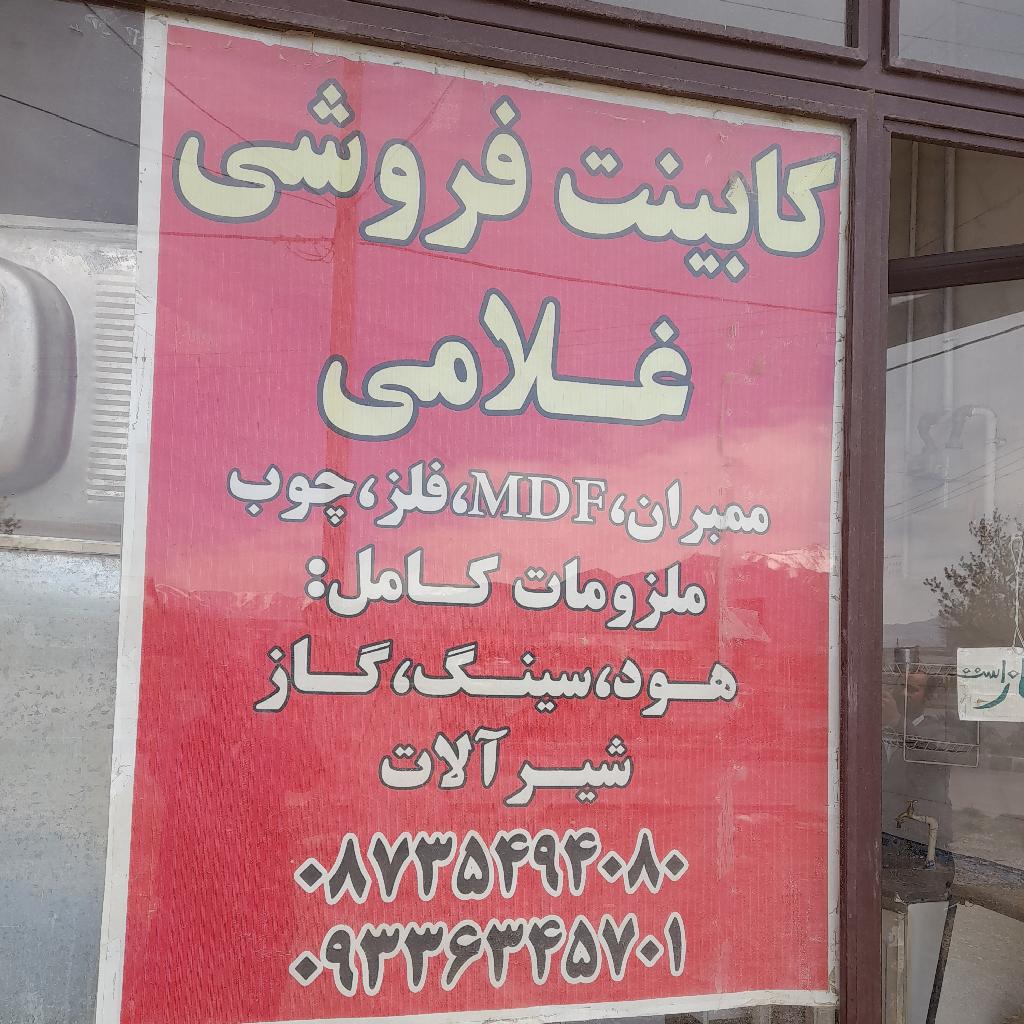 کابینت فروشی
غلامی
ممبران،MDF،فلز،چوب
ملزومات کامل:
هود،سینگ،گاز
شیرآلات
۰۸۷۳۵۴۹۴۰۸۰
۰۹۳۳۶۳۴۵۷۰۱